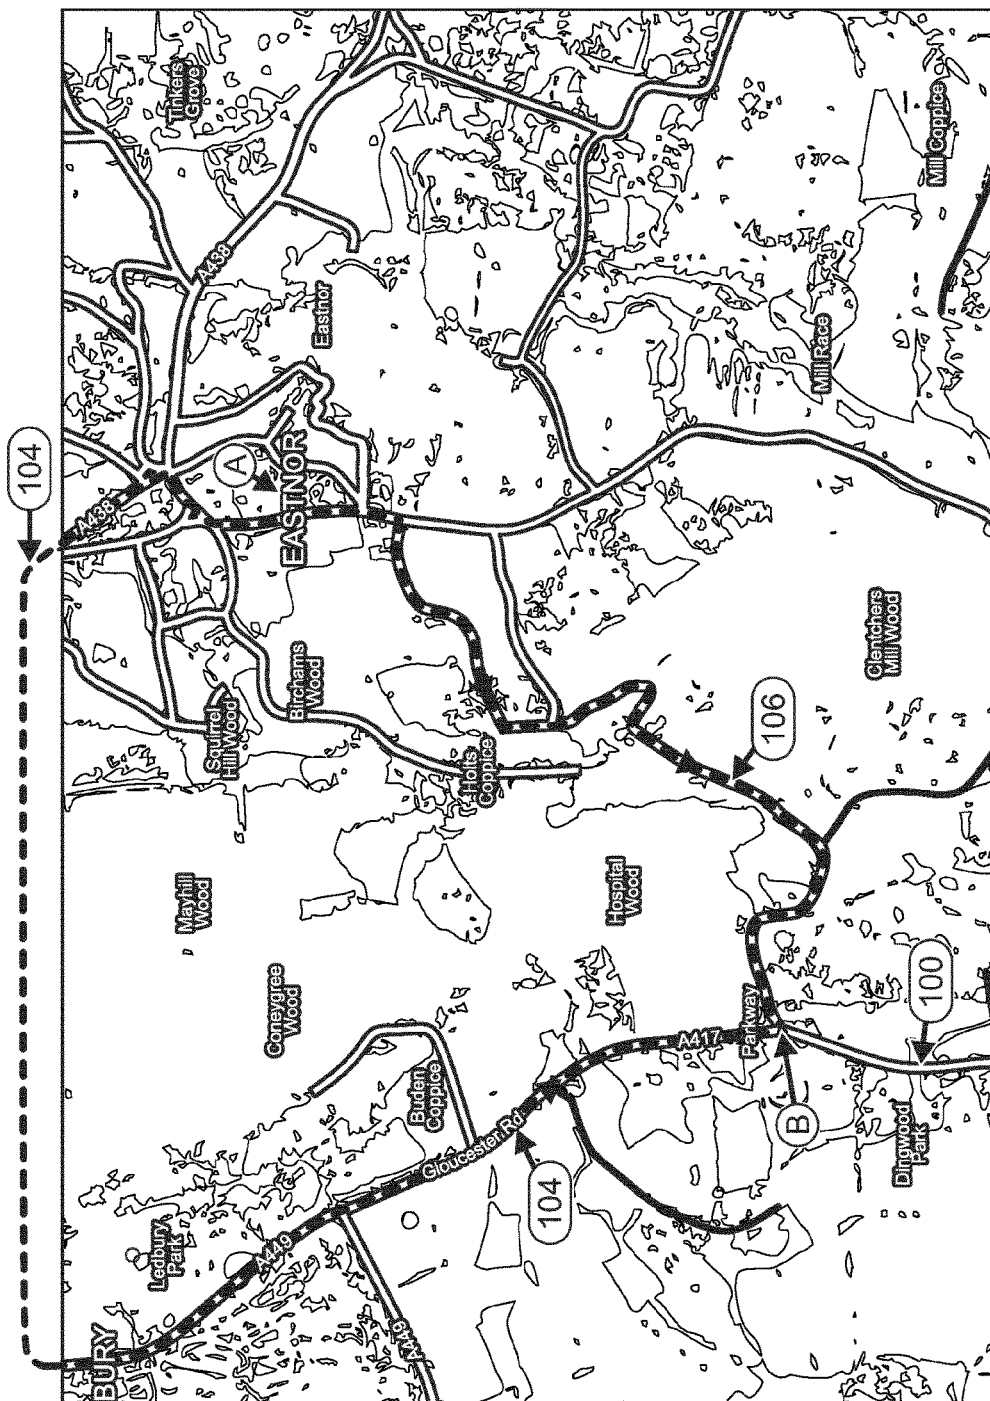 104
A438
Tinkers
Grove
A438
Eastnor
A
EASTNOR
Squirrel
Hill Wood
Birchams
Wood
Holts
Coppice
Mill Coppice
Mill Race
Clentchers
Mill Wood
106
Mayhill
Wood
Hospital
Wood
Coneygree
Wood
Buden
Coppice
Parkway
A417
100
Gloucester Rd
104
B
Dingwood
Park
Ledbury
Park
A449
A449
BURY